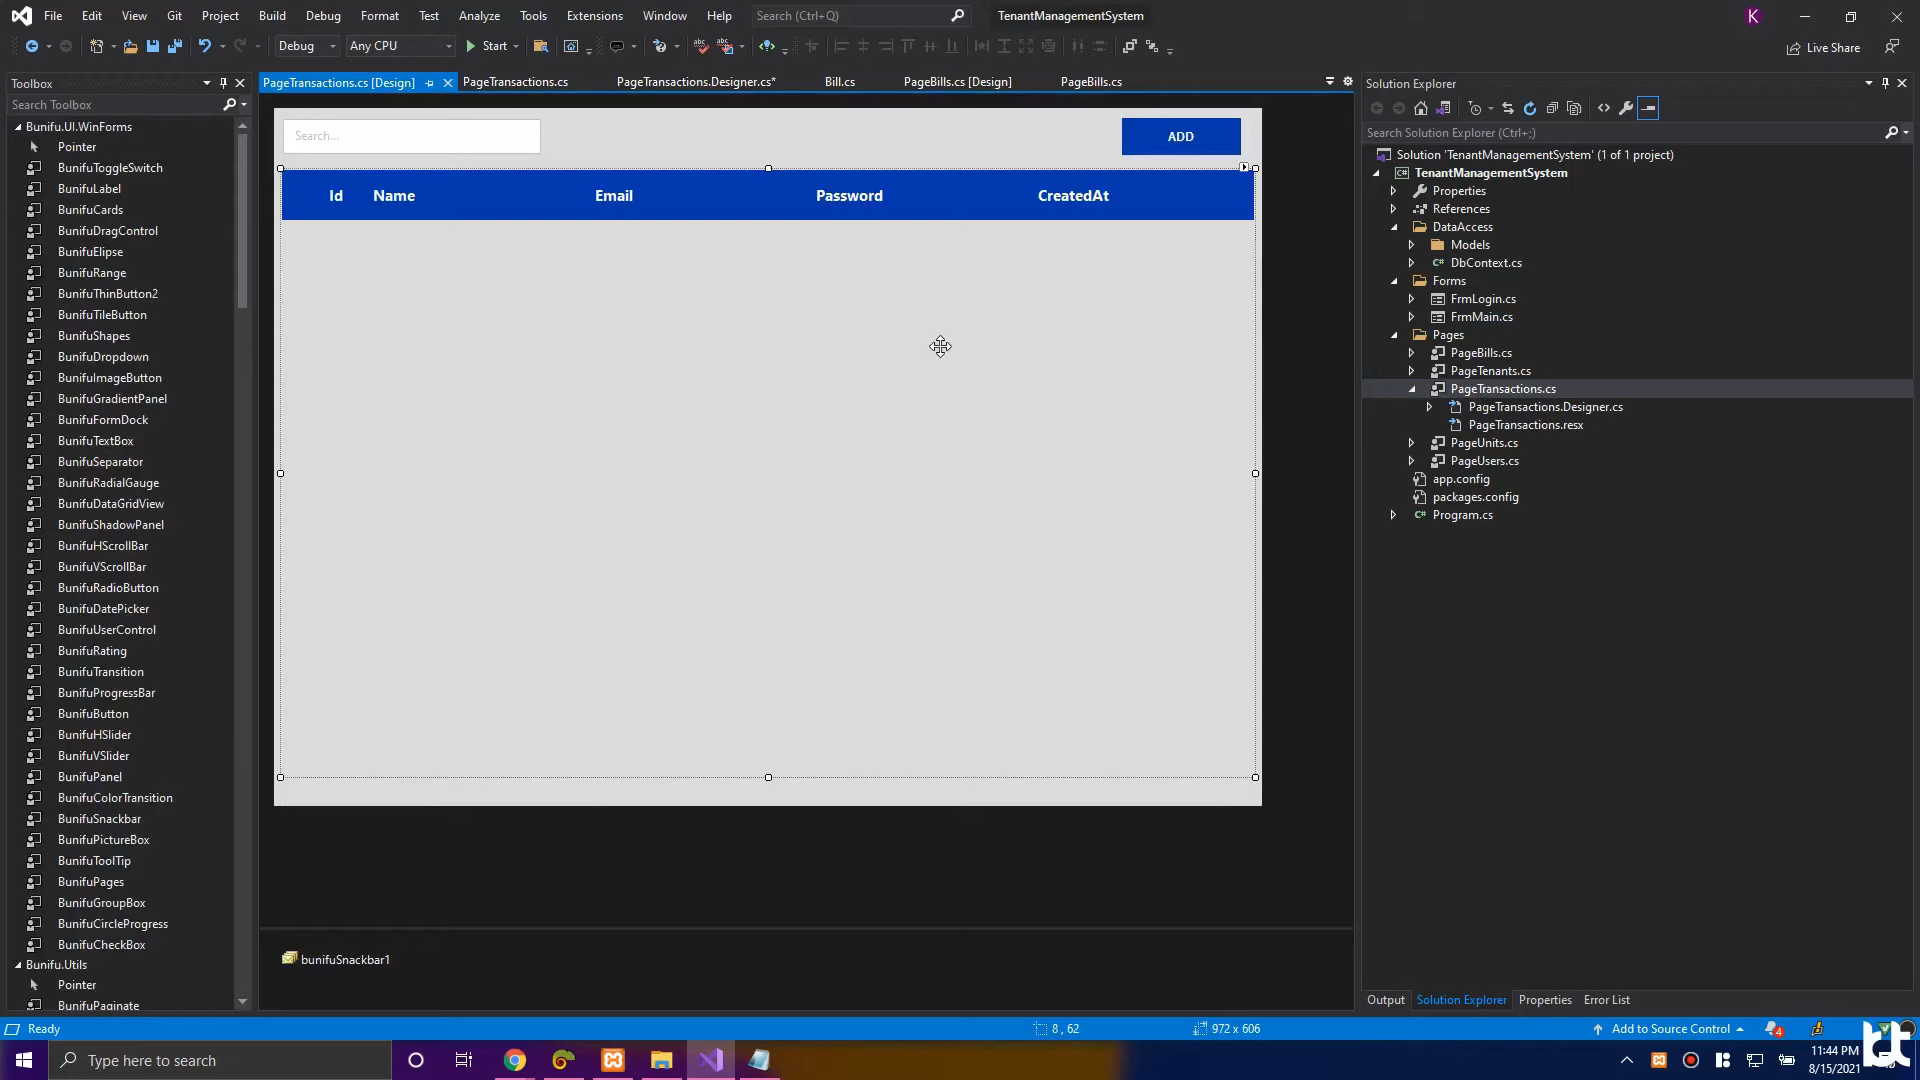 File Edit View Git Project Build Debug Format Test Analyze Tools Extensions Window Help Search (Ctrl+Q) TenantManagementSystem K
Debug Any CPU Start Live Share
Toolbox
Search Toolbox
Bunifu.UI.WinForms
Pointer
BunifuToggleSwitch
BunifuLabel
BunifuCards
BunifuDragControl
BunifuElipse
BunifuRange
BunifuThinButton2
BunifuTileButton
BunifuShapes
BunifuDropdown
BunifuImageButton
BunifuGradientPanel
BunifuFormDock
BunifuTextBox
BunifuSeparator
BunifuRadialGauge
BunifuDataGridView
BunifuShadowPanel
BunifuHScrollBar
BunifuVScrollBar
BunifuRadioButton
BunifuDatePicker
BunifuUserControl
BunifuRating
BunifuTransition
BunifuProgressBar
BunifuButton
BunifuHSlider
BunifuVSlider
BunifuPanel
BunifuColorTransition
BunifuSnackbar
BunifuPictureBox
BunifuToolTip
BunifuPages
BunifuGroupBox
BunifuCircleProgress
BunifuCheckBox
Bunifu.Utils
Pointer
BunifuPaginate
PageTransactions.cs [Design] PageTransactions.cs PageTransactions.Designer.cs* Bill.cs PageBills.cs [Design] PageBills.cs
Search... ADD
Id Name Email Password CreatedAt
bunifuSnackbar1
Solution Explorer
Search Solution Explorer (Ctrl+;)
Solution 'TenantManagementSystem' (1 of 1 project)
TenantManagementSystem
Properties
References
DataAccess
Models
DbContext.cs
Forms
FrmLogin.cs
FrmMain.cs
Pages
PageBills.cs
PageTenants.cs
PageTransactions.cs
PageTransactions.Designer.cs
PageTransactions.resx
PageUnits.cs
PageUsers.cs
app.config
packages.config
Program.cs
Output Solution Explorer Properties Error List
Ready 8 , 62 972 x 606 Add to Source Control 4
Type here to search
11:44 PM
8/15/2021